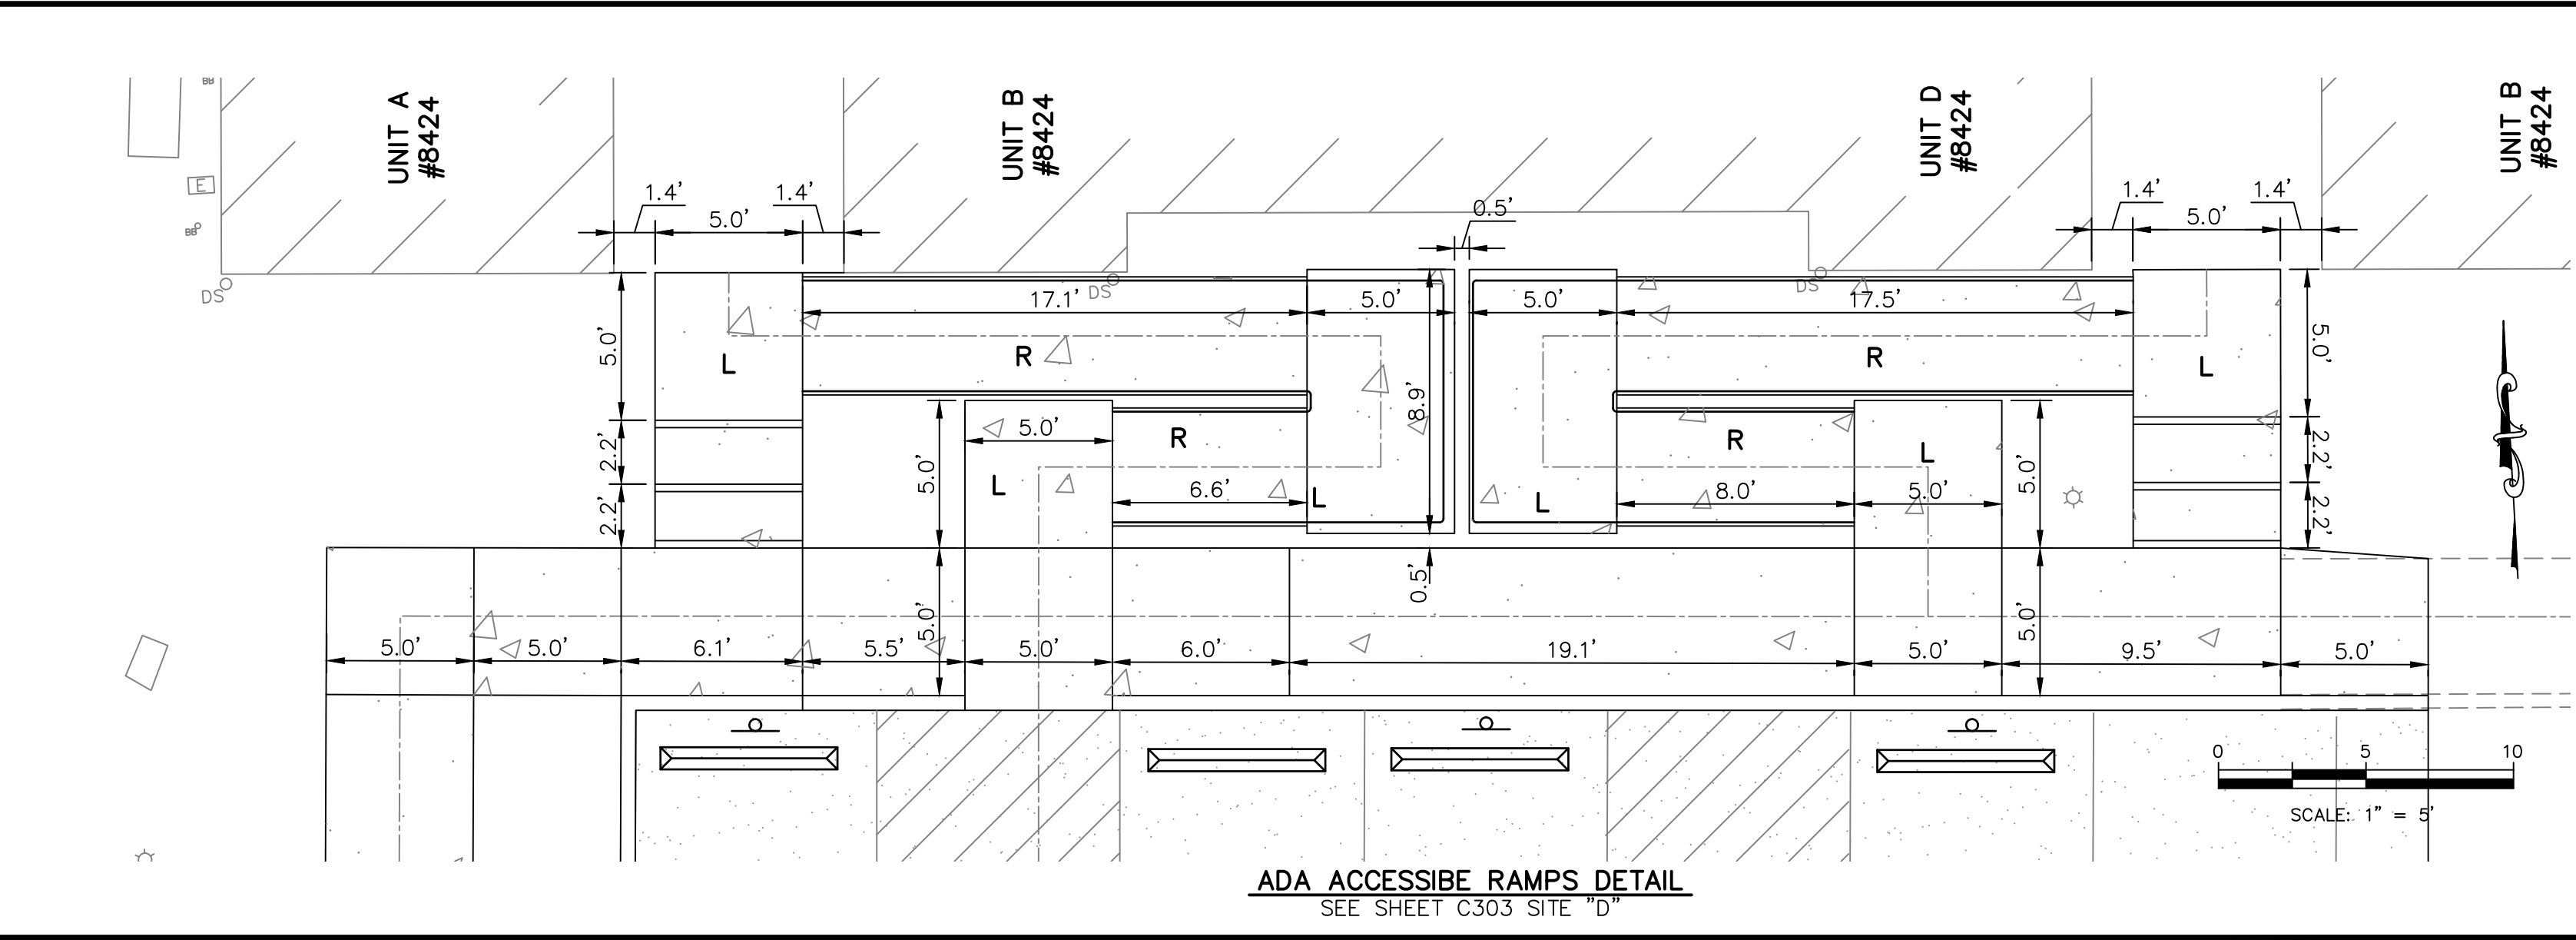 BB
UNIT A
#8424
UNIT B
#8424
UNIT D
#8424
UNIT B
#8424
E
BB
1.4'
1.4'
5.0'
0.5'
1.4'
1.4'
5.0'
DS
DS
DS
17.1'
5.0'
5.0'
17.5'
5.0'
L
R
R
L
5.0'
8.9'
5.0'
R
R
L
2.2'
5.0'
L
5.0'
2.2'
6.6'
L
L
8.0'
5.0'
2.2'
2.2'
0.5'
5.0'
5.0'
5.0'
5.0'
6.1'
5.5'
5.0'
6.0'
19.1'
5.0'
5.0'
9.5'
5.0'
0 5 10
SCALE: 1" = 5'
ADA ACCESSIBE RAMPS DETAIL
SEE SHEET C303 SITE "D"